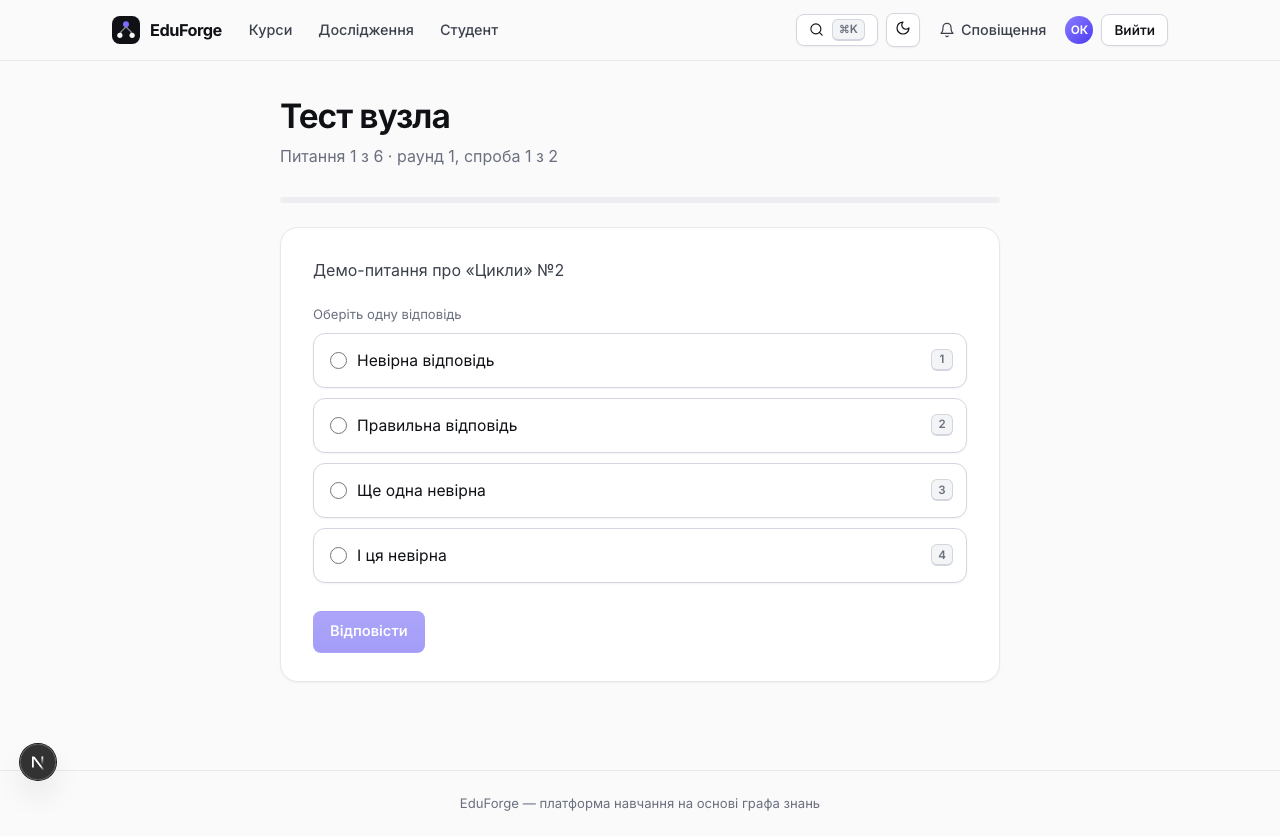 EduForge
Курси
Дослідження
Студент
⌘K
Сповіщення
ОК
Вийти
Тест вузла
Питання 1 з 6 · раунд 1, спроба 1 з 2
Демо-питання про «Цикли» №2
Оберіть одну відповідь
Невірна відповідь
1
Правильна відповідь
2
Ще одна невірна
3
І ця невірна
4
Відповісти
N
EduForge — платформа навчання на основі графа знань